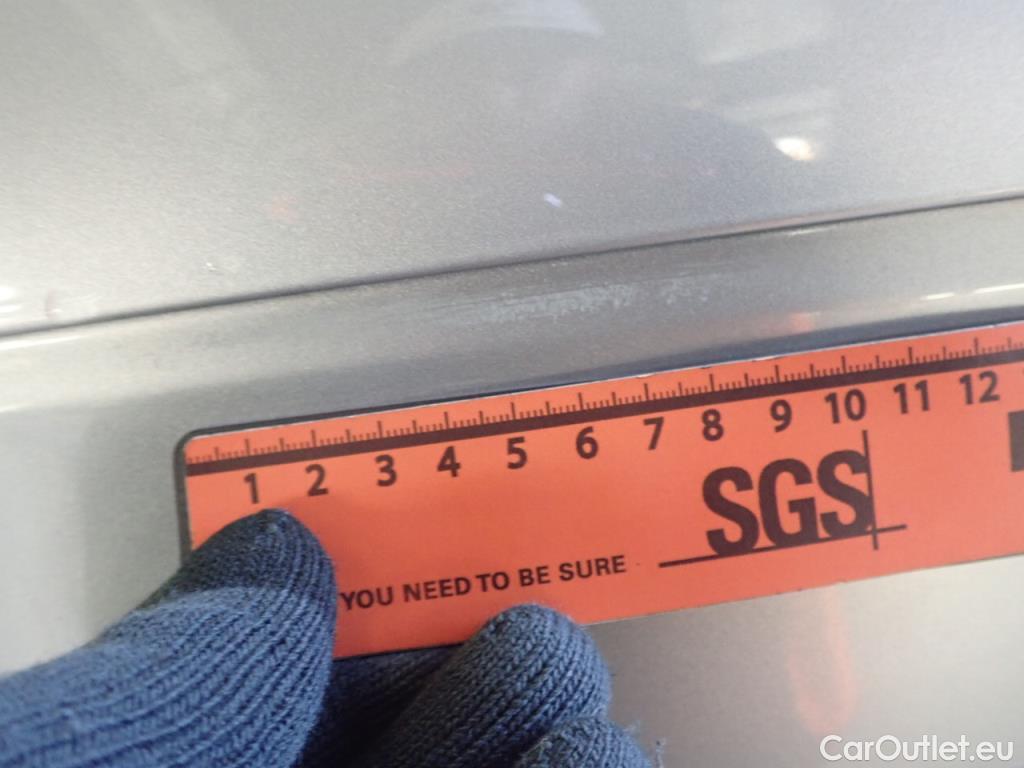 1 2 3 4 5 6 7 8 9 10 11 12
SGS
YOU NEED TO BE SURE
CarOutlet.eu